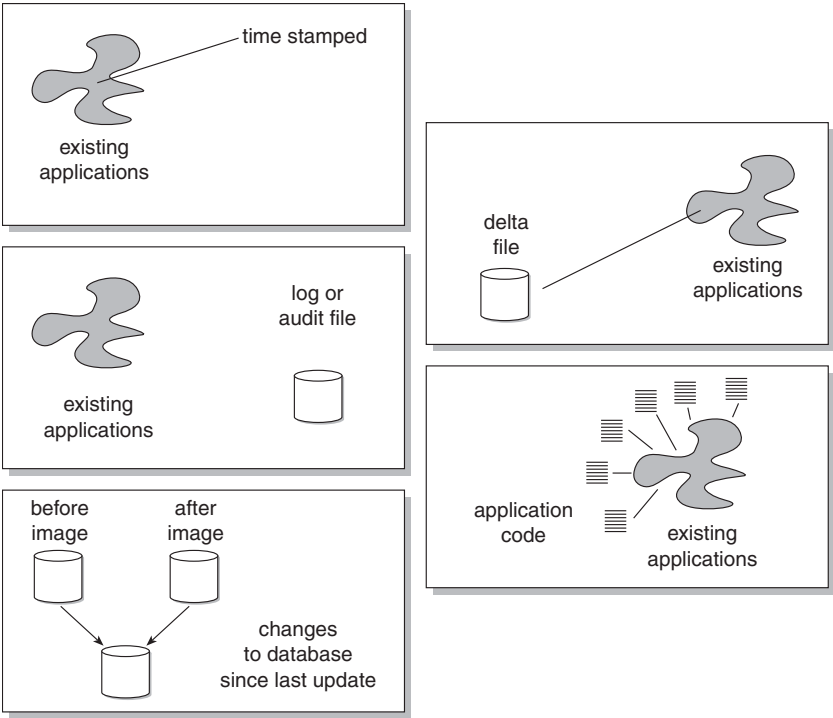 time stamped
existing
applications
log or
audit file
existing
applications
before
image
after
image
changes
to database
since last update
delta
file
existing
applications
application
code
existing
applications